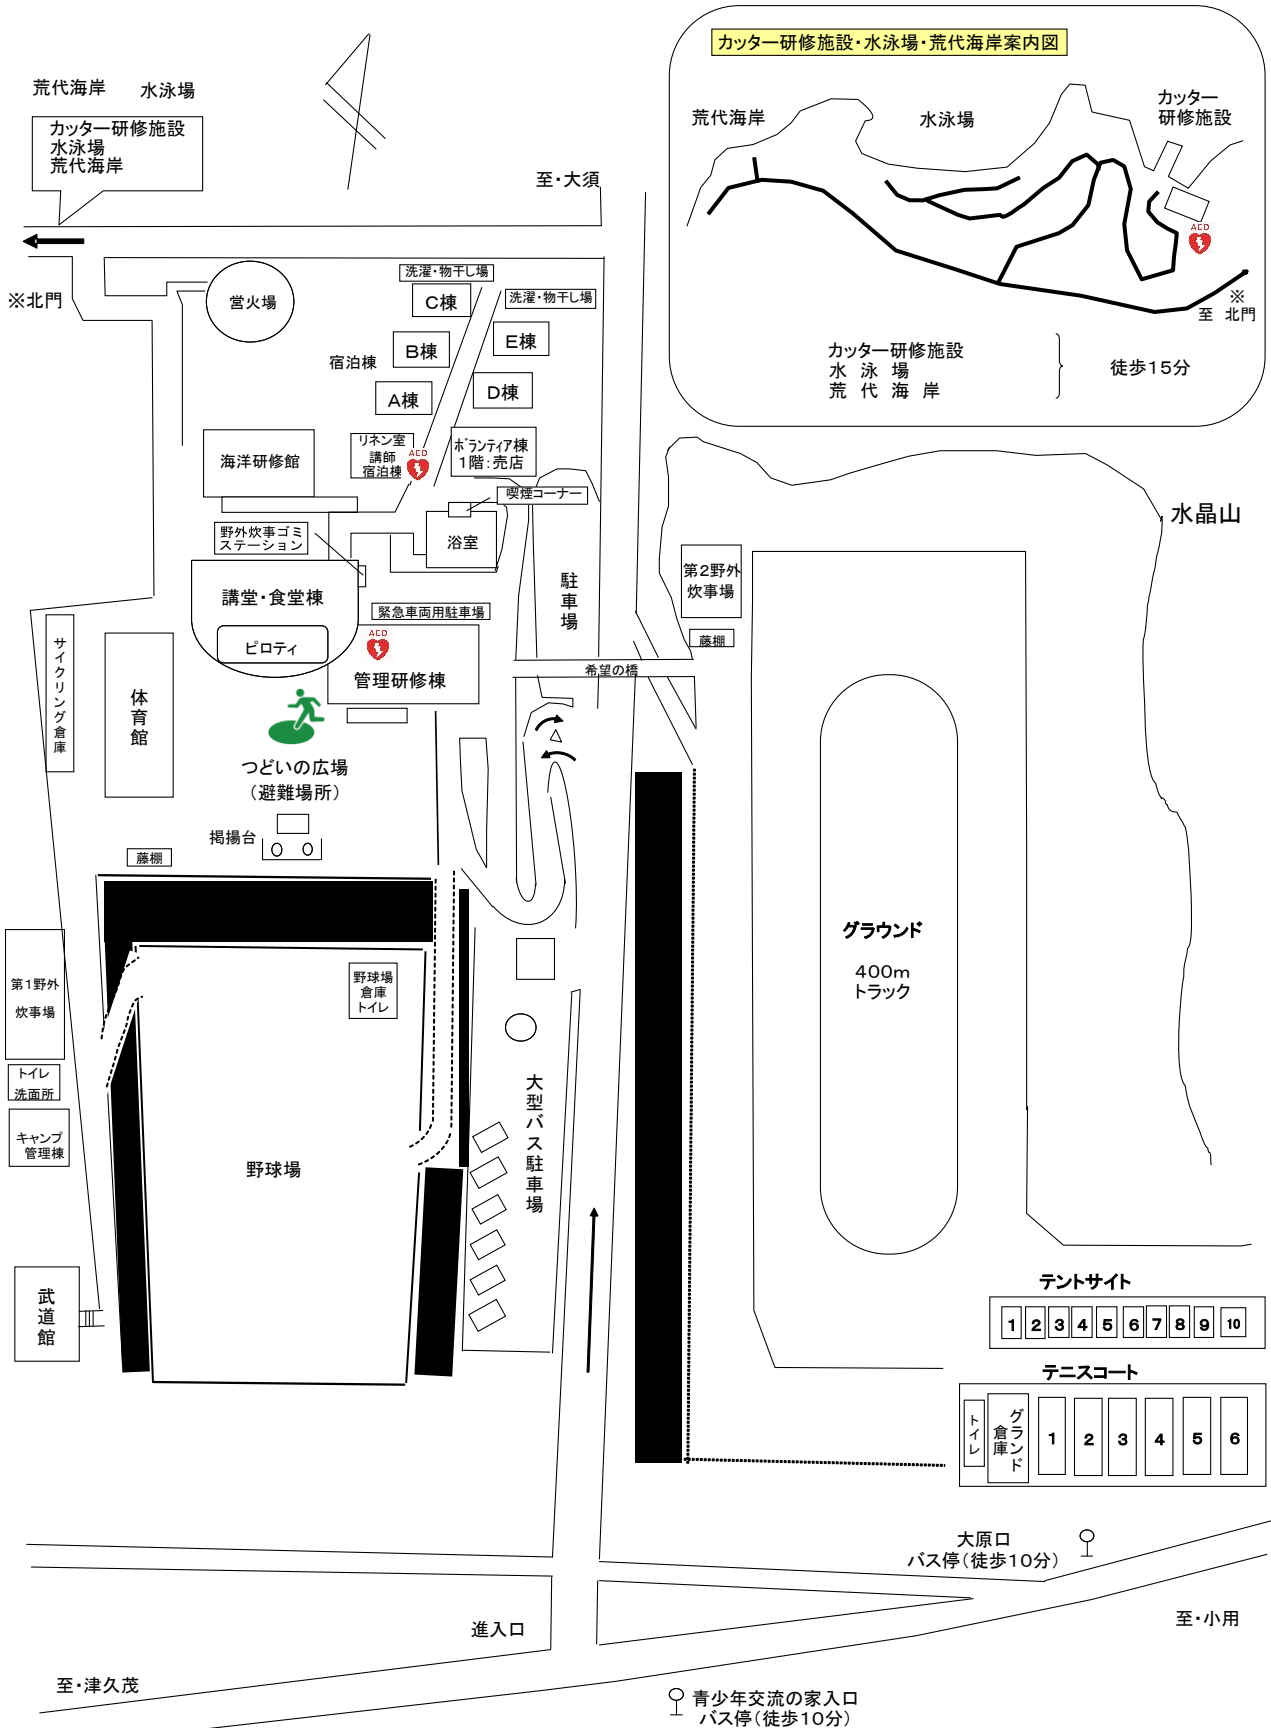 カッター研修施設・水泳場・荒代海岸案内図
荒代海岸
水泳場
カッター
研修施設
AED
※
至 北門
カッター研修施設
水 泳 場
荒 代 海 岸
徒歩15分
荒代海岸
水泳場
カッター研修施設
水泳場
荒代海岸
至・大須
※北門
営火場
洗濯・物干し場
C棟
洗濯・物干し場
E棟
B棟
宿泊棟
D棟
A棟
リネン室
講師
宿泊棟
AED
ボランティア棟
1階:売店
海洋研修館
喫煙コーナー
浴室
野外炊事ゴミ
ステーション
講堂・食堂棟
ピロティ
緊急車両用駐車場
AED
管理研修棟
駐車場
希望の橋
水晶山
第2野外
炊事場
藤棚
サイクリング倉庫
体育館
つどいの広場
(避難場所)
掲揚台
藤棚
グラウンド
400m
トラック
第1野外
炊事場
トイレ
洗面所
キャンプ
管理棟
野球場
倉庫
トイレ
大型バス駐車場
野球場
武道館
テントサイト
1 2 3 4 5 6 7 8 9 10
テニスコート
トイレ
グランド
倉庫
1 2 3 4 5 6
大原口
バス停(徒歩10分)
進入口
至・小用
至・津久茂
青少年交流の家入口
バス停(徒歩10分)